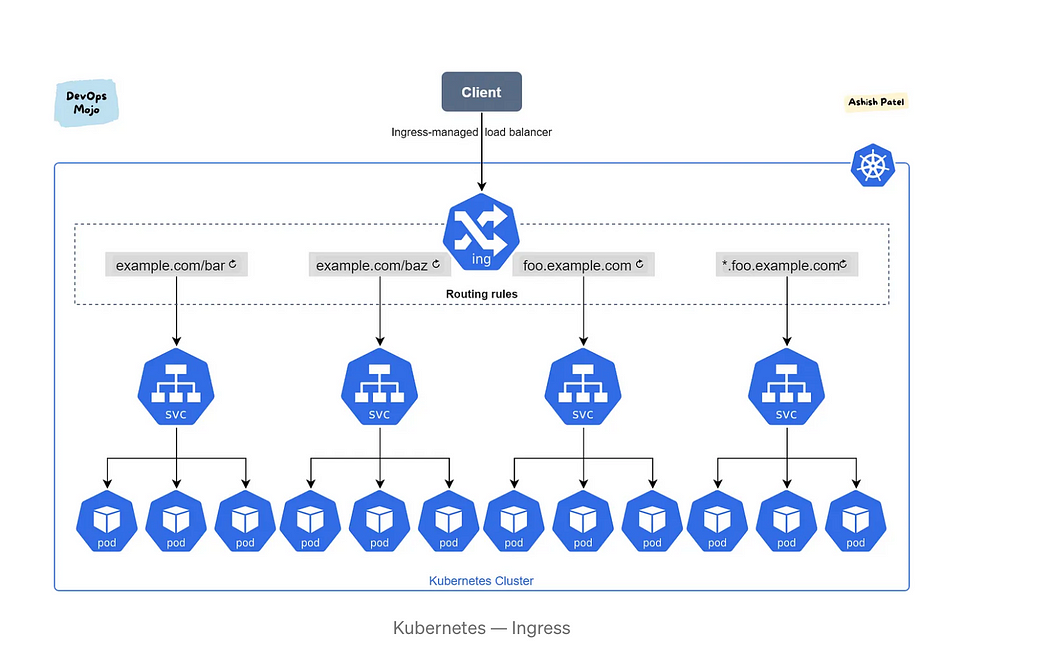 DevOps
Mojo
Client
Ashish Patel
Ingress-managed load balancer
ing
example.com/bar
example.com/baz
foo.example.com
*.foo.example.com
Routing rules
svc
svc
svc
svc
pod
pod
pod
pod
pod
pod
pod
pod
pod
pod
pod
pod
Kubernetes Cluster
Kubernetes — Ingress